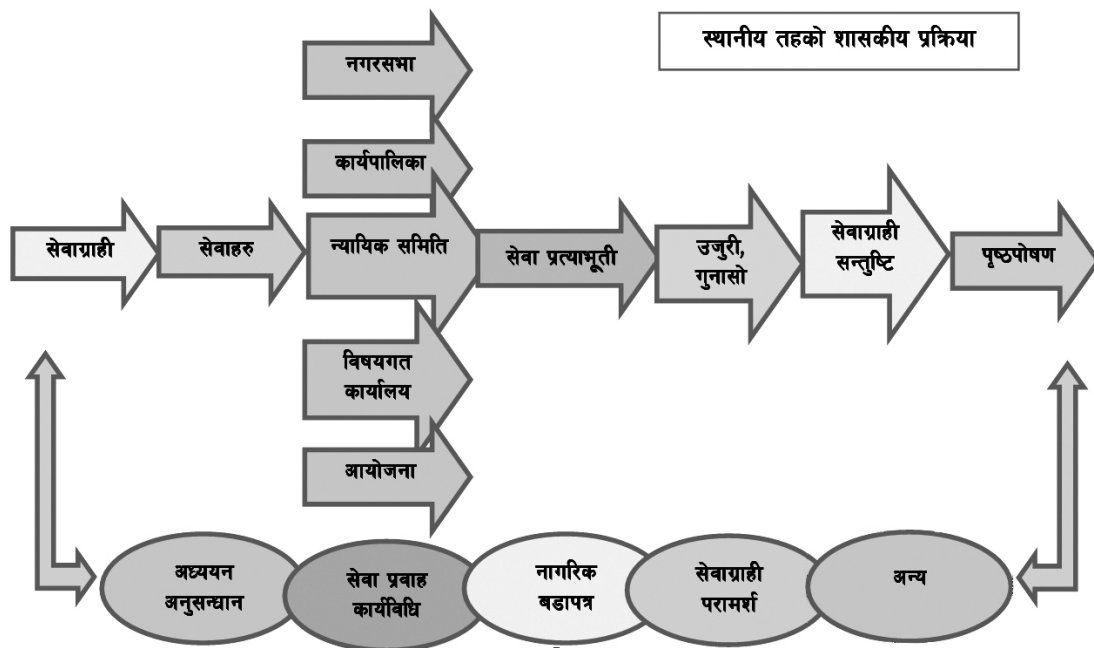 स्थानीय तहको शासकीय प्रक्रिया
नगरसभा
कार्यपालिका
सेवाग्राही
सेवाहरु
न्यायिक समिति
सेवा प्रत्याभूती
उजुरी,
गुनासो
सेवाग्राही
सन्तुष्टि
पृष्ठपोषण
विषयगत
कार्यालय
आयोजना
अध्ययन
अनुसन्धान
सेवा प्रवाह
कार्यविधि
नागरिक
बडापत्र
सेवाग्राही
परामर्श
अन्य